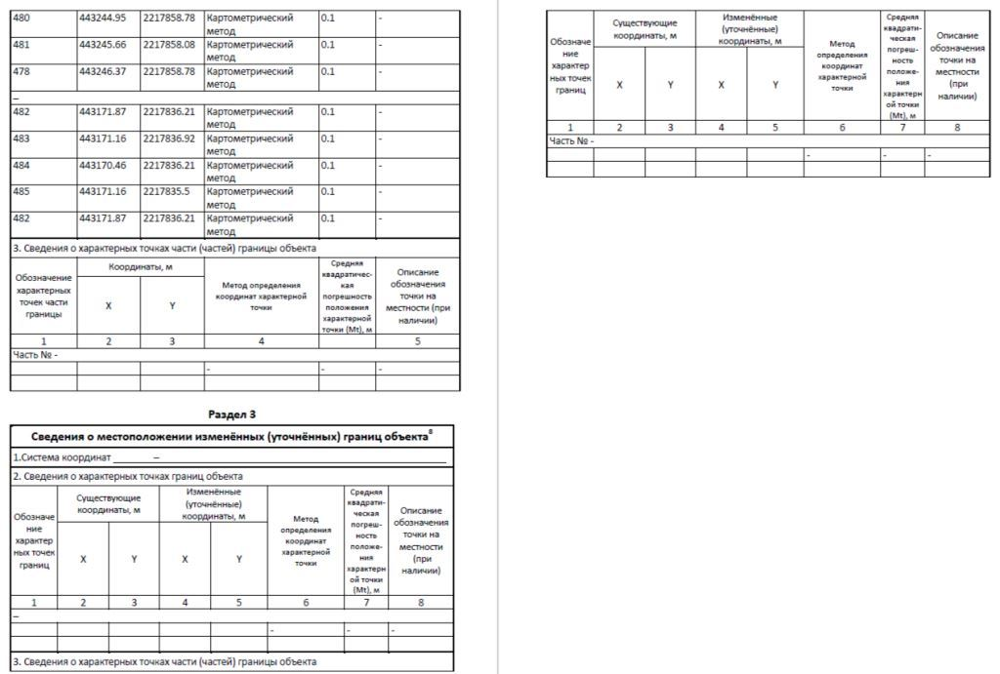 480 443244.95 2217858.78 Картометрический 0.1 -
метод
481 443245.66 2217858.08 Картометрический 0.1 -
метод
478 443246.37 2217858.78 Картометрический 0.1 -
метод
–
482 443171.87 2217836.21 Картометрический 0.1 -
метод
483 443171.16 2217836.92 Картометрический 0.1 -
метод
484 443170.46 2217836.21 Картометрический 0.1 -
метод
485 443171.16 2217835.5 Картометрический 0.1 -
метод
482 443171.87 2217836.21 Картометрический 0.1 -
метод
3. Сведения о характерных точках части (частей) границы объекта
Обозначение
характерных
точек части
границы
Координаты, м
X Y
Метод определения
координат характерной
точки
Средняя
квадратичес-
кая
погрешность
положения
характерной
точки (Mt), м
Описание
обозначения
точки на
местности (при
наличии)
1 2 3 4 5
Часть № -
- - -
Раздел 3
Сведения о местоположении изменённых (уточнённых) границ объекта8
1.Система координат –
2. Сведения о характерных точках границ объекта
Обозначе
ние
характер
ных точек
границ
Существующие
координаты, м
X Y
Изменённые
(уточнённые)
координаты, м
X Y
Метод
определения
координат
характерной
точки
Средняя
квадрати-
ческая
погреш-
ность
положе-
ния
характерн
ой точки
(Mt), м
Описание
обозначения
точки на
местности
(при
наличии)
1 2 3 4 5 6 7 8
–
- - -
3. Сведения о характерных точках части (частей) границы объекта
Обозначе
ние
характер
ных точек
границ
Существующие
координаты, м
X Y
Изменённые
(уточнённые)
координаты, м
X Y
Метод
определения
координат
характерной
точки
Средняя
квадрати-
ческая
погреш-
ность
положе-
ния
характерн
ой точки
(Mt), м
Описание
обозначения
точки на
местности
(при
наличии)
1 2 3 4 5 6 7 8
Часть № -
- - -